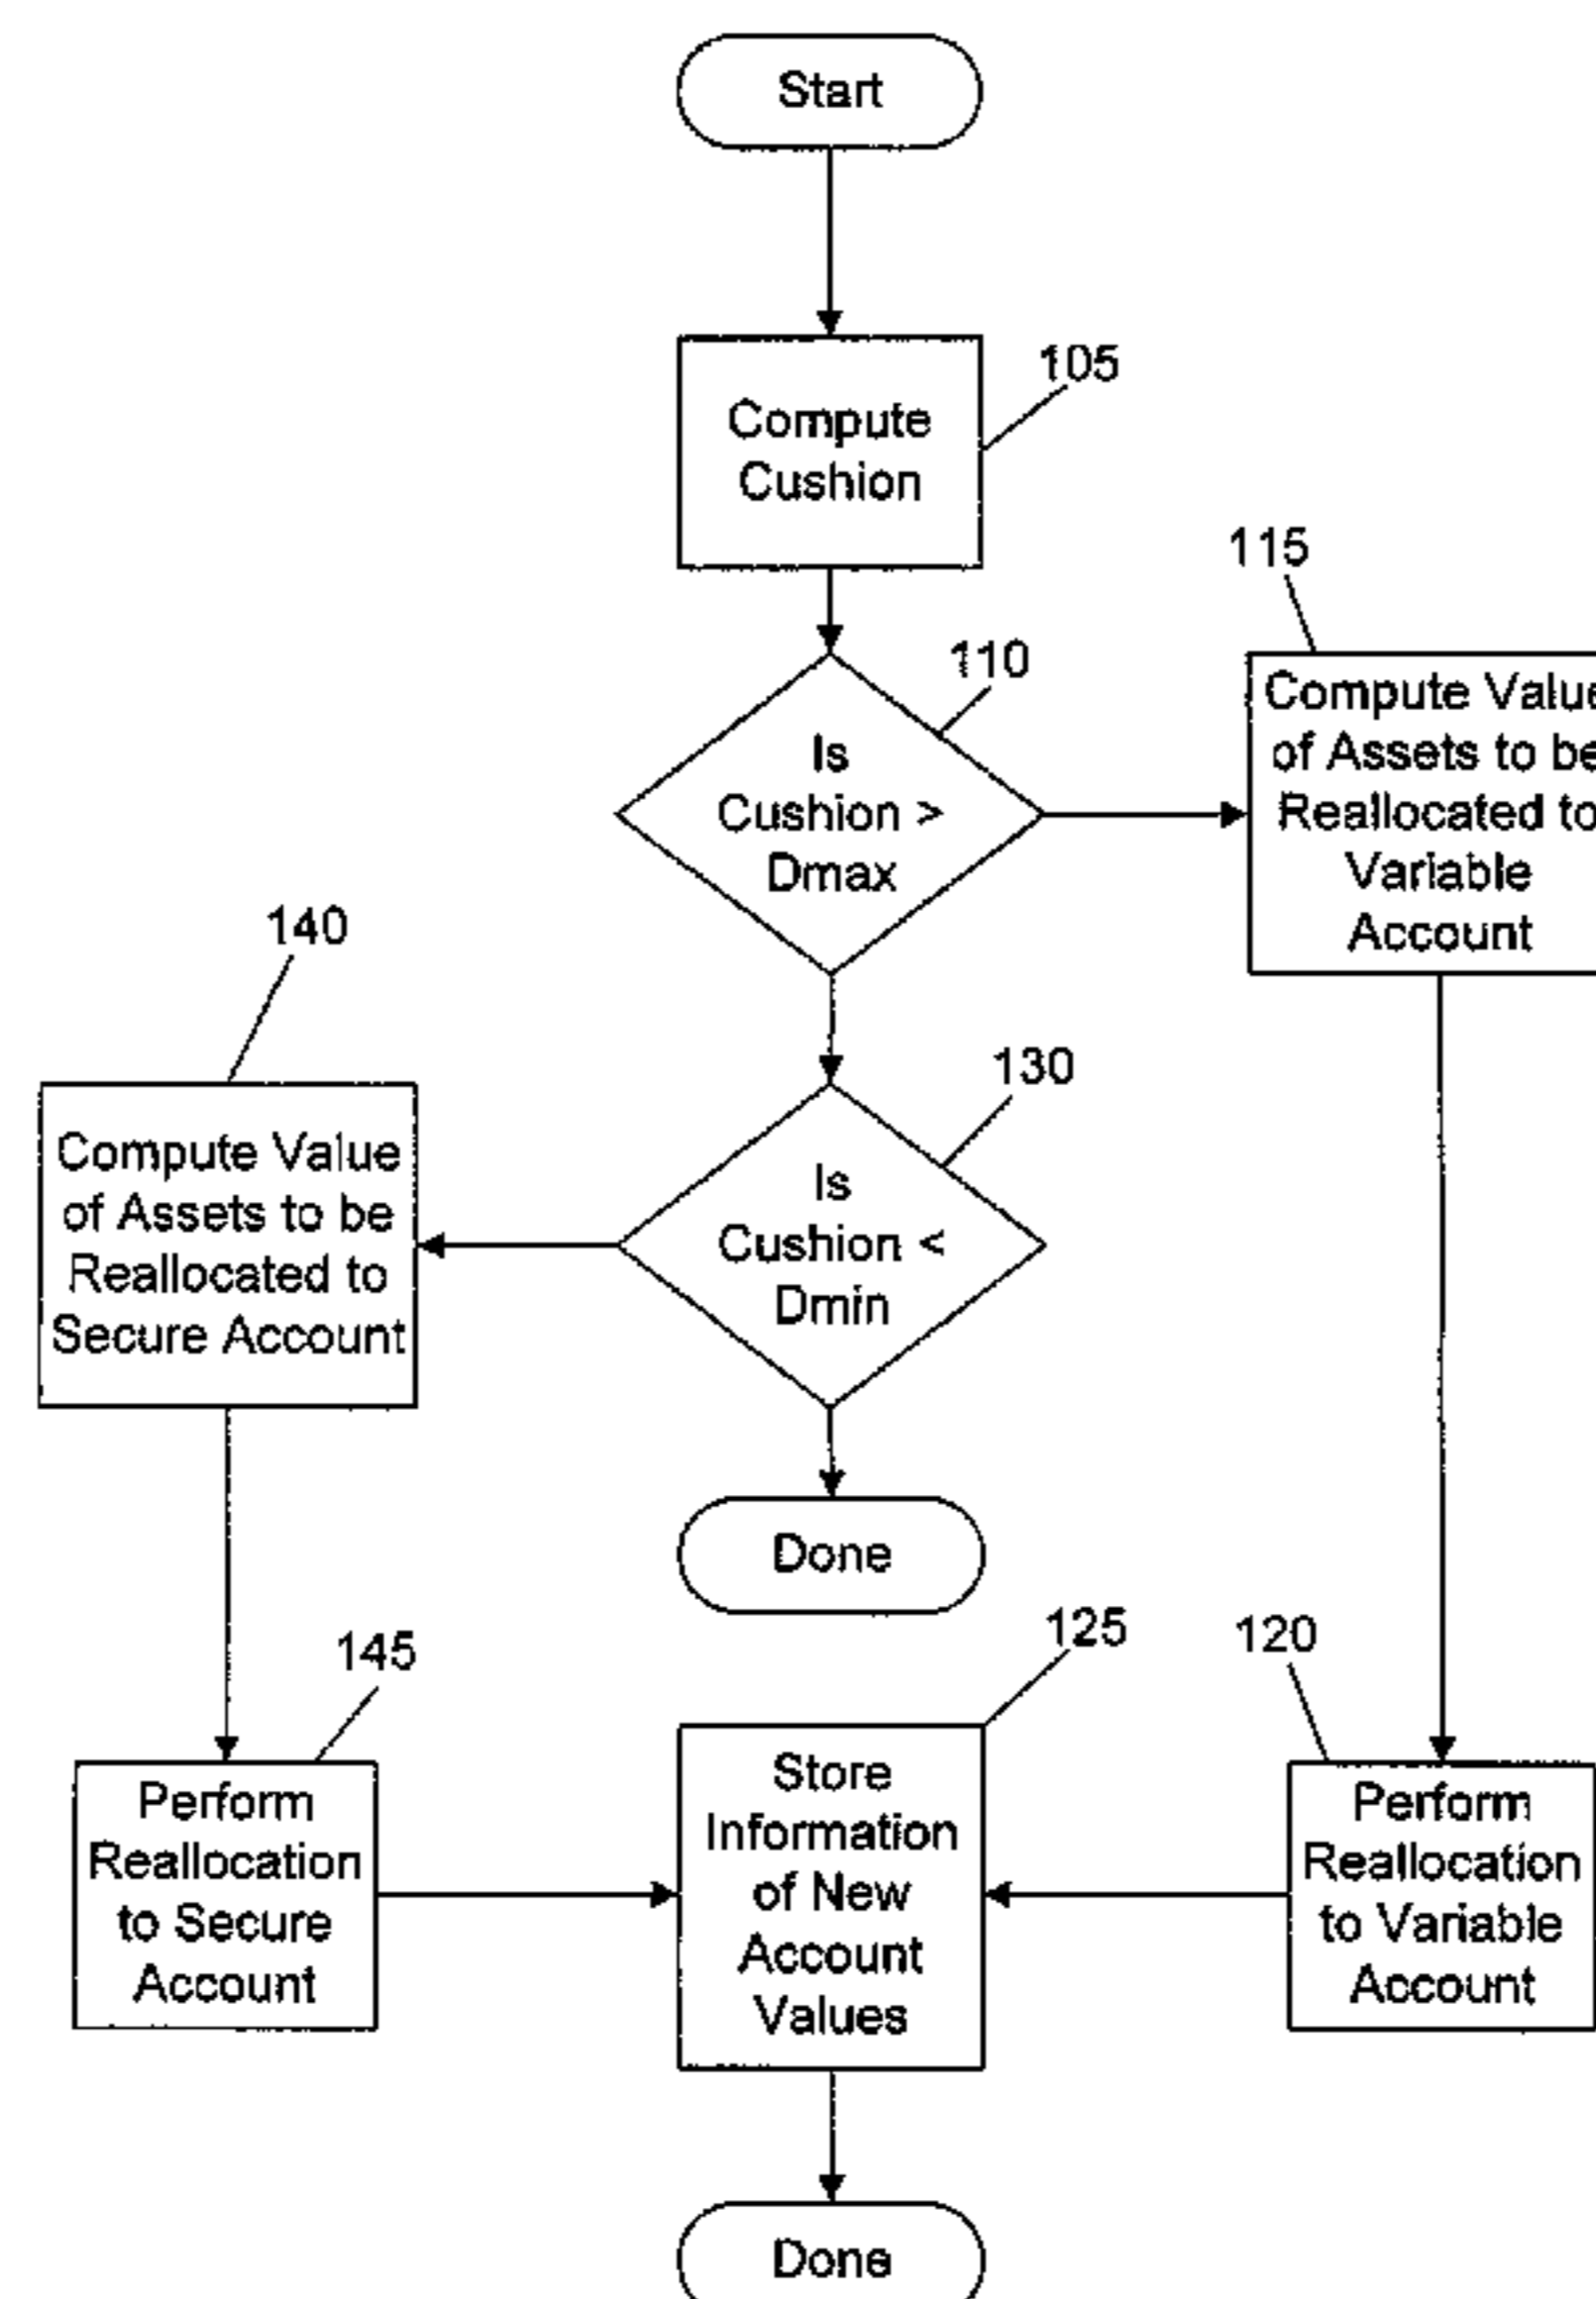 Start
105
Compute
Cushion
115
110
Compute Value
of Assets to be
Reallocated to
Variable
Account
Is
Cushion >
Dmax
140
130
Compute Value
of Assets to be
Reallocated to
Secure Account
Is
Cushion <
Dmin
Done
145
125
120
Perform
Reallocation
to Secure
Account
Store
Information
of New
Account
Values
Perform
Reallocation
to Variable
Account
Done